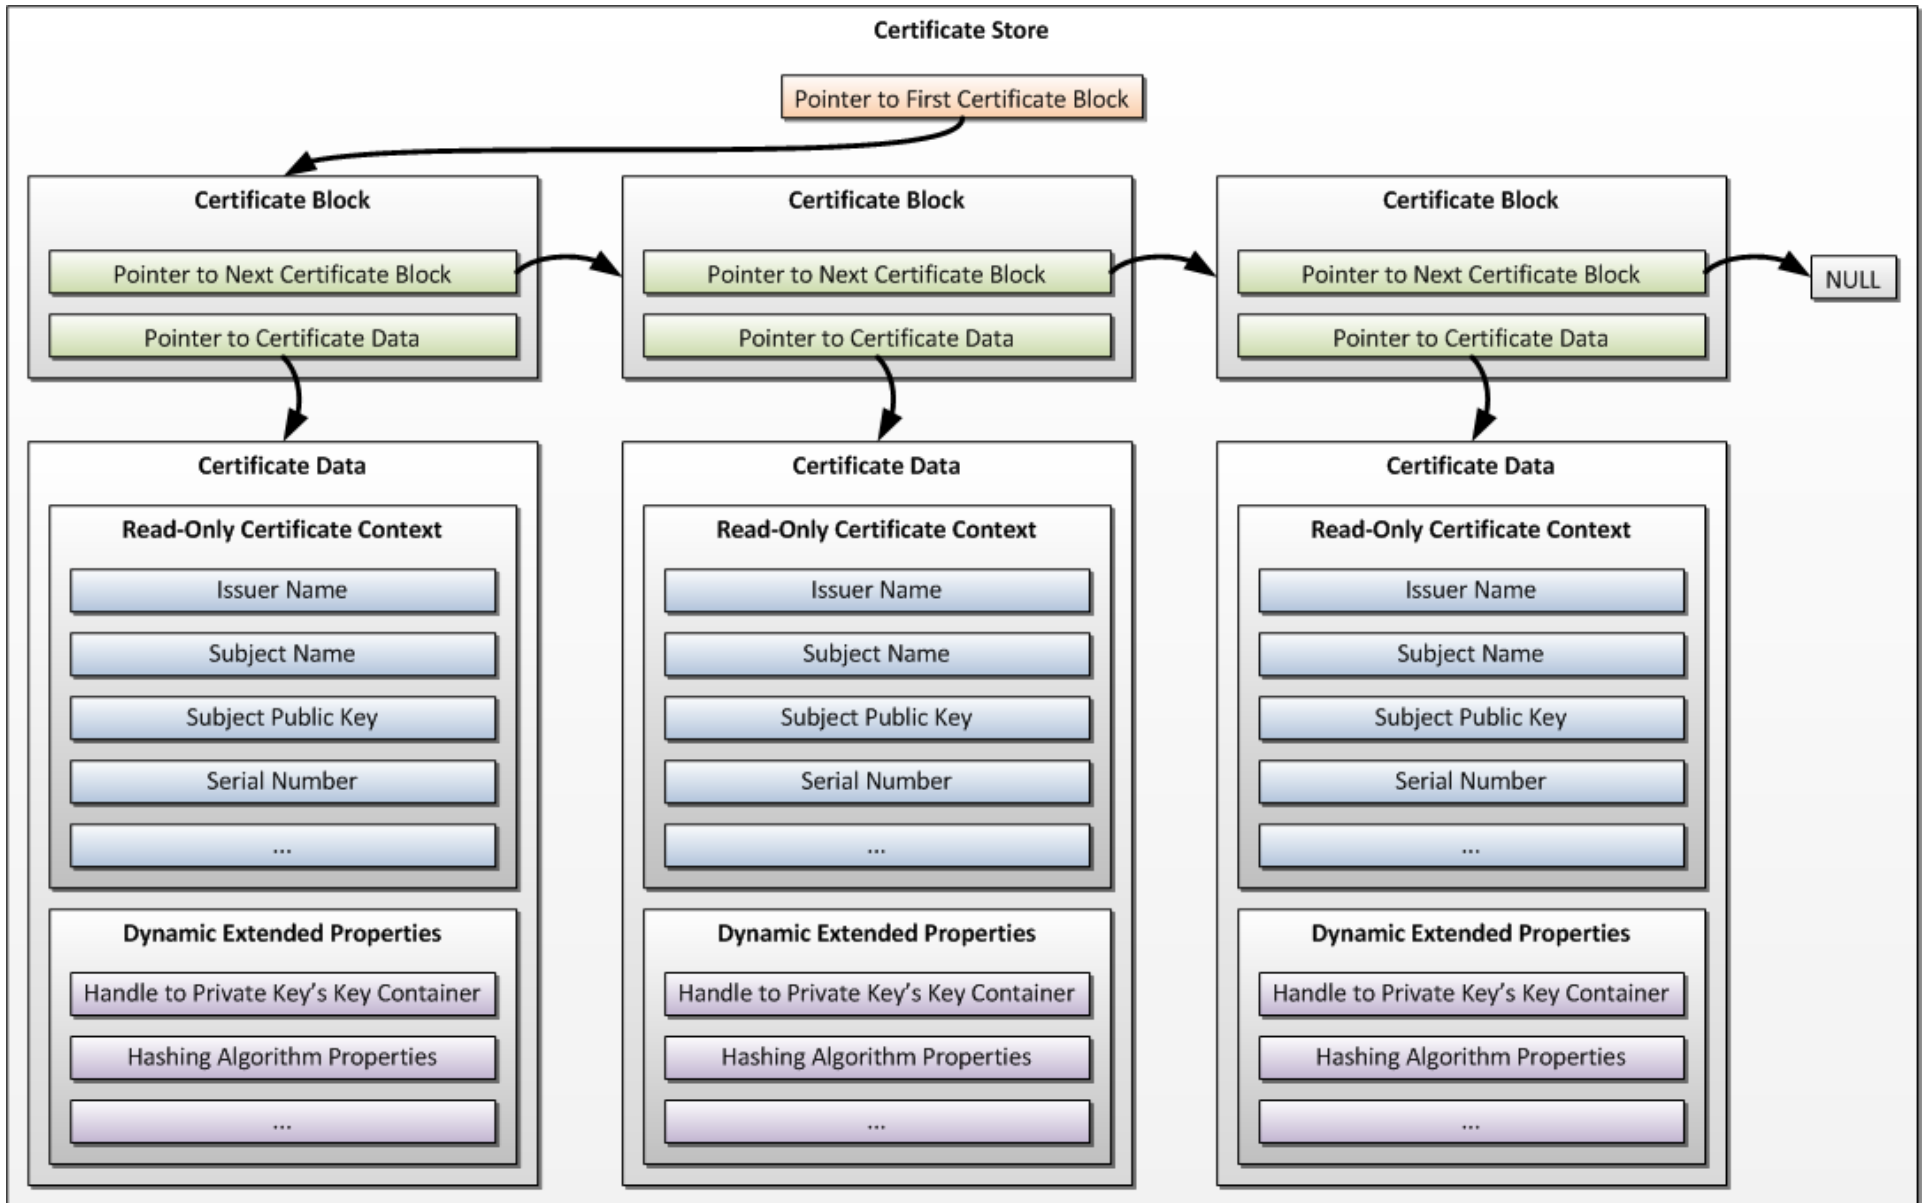 Certificate Store
Pointer to First Certificate Block
Certificate Block
Pointer to Next Certificate Block
Pointer to Certificate Data
Certificate Block
Pointer to Next Certificate Block
Pointer to Certificate Data
Certificate Block
Pointer to Next Certificate Block
Pointer to Certificate Data
NULL
Certificate Data
Read-Only Certificate Context
Issuer Name
Subject Name
Subject Public Key
Serial Number
...
Dynamic Extended Properties
Handle to Private Key’s Key Container
Hashing Algorithm Properties
...
Certificate Data
Read-Only Certificate Context
Issuer Name
Subject Name
Subject Public Key
Serial Number
...
Dynamic Extended Properties
Handle to Private Key’s Key Container
Hashing Algorithm Properties
...
Certificate Data
Read-Only Certificate Context
Issuer Name
Subject Name
Subject Public Key
Serial Number
...
Dynamic Extended Properties
Handle to Private Key’s Key Container
Hashing Algorithm Properties
...